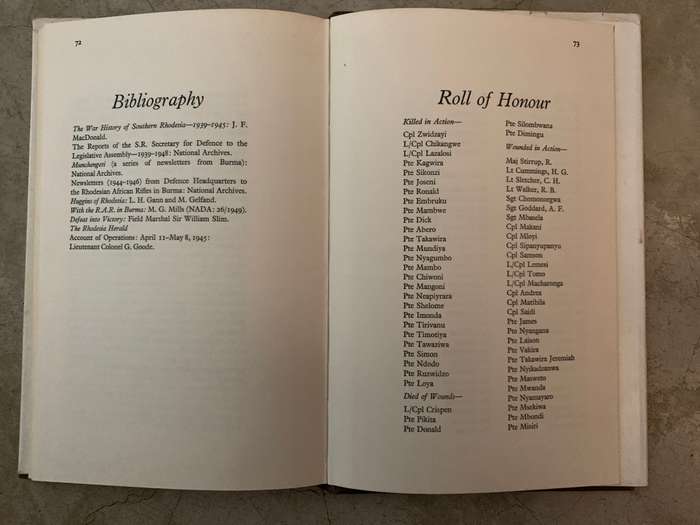 72
Bibliography
The War History of Southern Rhodesia—1939-1945: J. F.
MacDonald.
The Reports of the S.R. Secretary for Defence to the
Legislative Assembly—1939-1948: National Archives.
Munchengeri (a series of newsletters from Burma):
National Archives.
Newsletters (1944-1946) from Defence Headquarters to
the Rhodesian African Rifles in Burma: National Archives.
Huggins of Rhodesia: L. H. Gann and M. Gelfand.
With the R.A.R. in Burma: M. G. Mills (NADA: 26/1949).
Defeat into Victory: Field Marshal Sir William Slim.
The Rhodesia Herald
Account of Operations: April 11—May 8, 1945:
Lieutenant Colonel G. Goode.
73
Roll of Honour
Killed in Action—
Cpl Zwidzayi
L/Cpl Chikangwe
L/Cpl Lazalosi
Pte Kagwira
Pte Sikonzi
Pte Joseni
Pte Ronald
Pte Embruku
Pte Mambwe
Pte Dick
Pte Abero
Pte Takawira
Pte Mundiya
Pte Nyagumbo
Pte Mambo
Pte Chiwoni
Pte Mangoni
Pte Neapiyrara
Pte Shelome
Pte Imonda
Pte Tirivanu
Pte Timotiya
Pte Tawaziwa
Pte Simon
Pte Ndodo
Pte Ruzwidzo
Pte Loya
Died of Wounds—
L/Cpl Crispen
Pte Pikita
Pte Donald
Pte Silombwana
Pte Dimingu
Wounded in Action—
Maj Stirrup, R.
Lt Cummings, H. G.
Lt Sletcher, C. H.
Lt Walker, R. B.
Sgt Chomonorgwa
Sgt Goddard, A. F.
Sgt Mbanela
Cpl Makani
Cpl Mloyi
Cpl Sipanyupanyu
Cpl Samson
L/Cpl Lemesi
L/Cpl Tomo
L/Cpl Macharonga
Cpl Andrea
Cpl Matibila
Cpl Saidi
Pte James
Pte Nyangana
Pte Laison
Pte Vakira
Pte Takawira Jeremiah
Pte Nyikadzanwa
Pte Manweto
Pte Mwanda
Pte Nyamayaro
Pte Msekiwa
Pte Mbondi
Pte Misiri